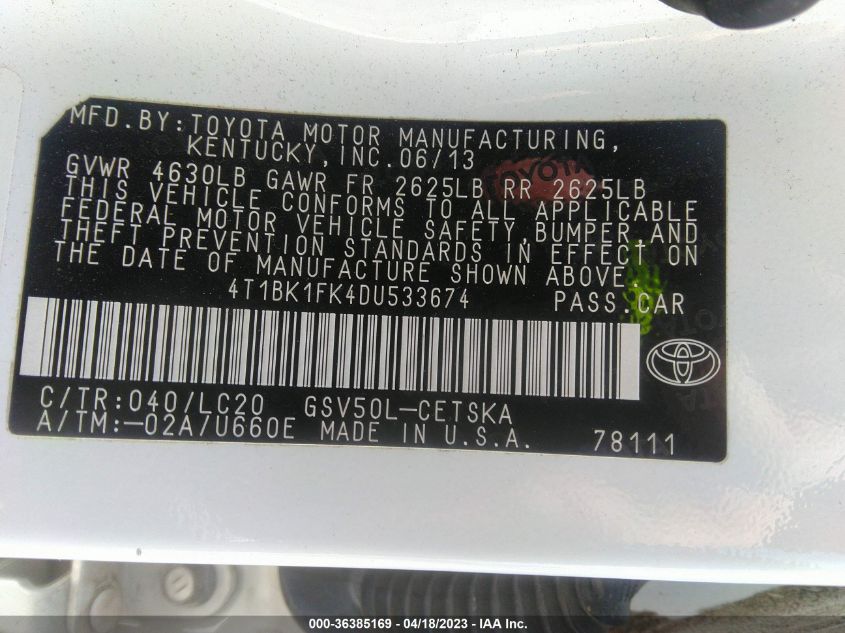 MFD.BY:TOYOTA MOTOR MANUFACTURING,
KENTUCKY,INC.06/13
GVWR 4630LB GAWR FR 2625LB RR 2625LB
THIS VEHICLE CONFORMS TO ALL APPLICABLE
FEDERAL MOTOR VEHICLE SAFETY,BUMPER,AND
THEFT PREVENTION STANDARDS IN EFFECT ON
THE DATE OF MANUFACTURE SHOWN ABOVE.
4T1BK1FK4DU533674 PASS.CAR
C/TR:040/LC20 GSV50L-CETSKA
A/TM:-02A/U660E MADE IN U.S.A. 78111
TOYOTA
000-36385169 - 04/18/2023 - IAA Inc.